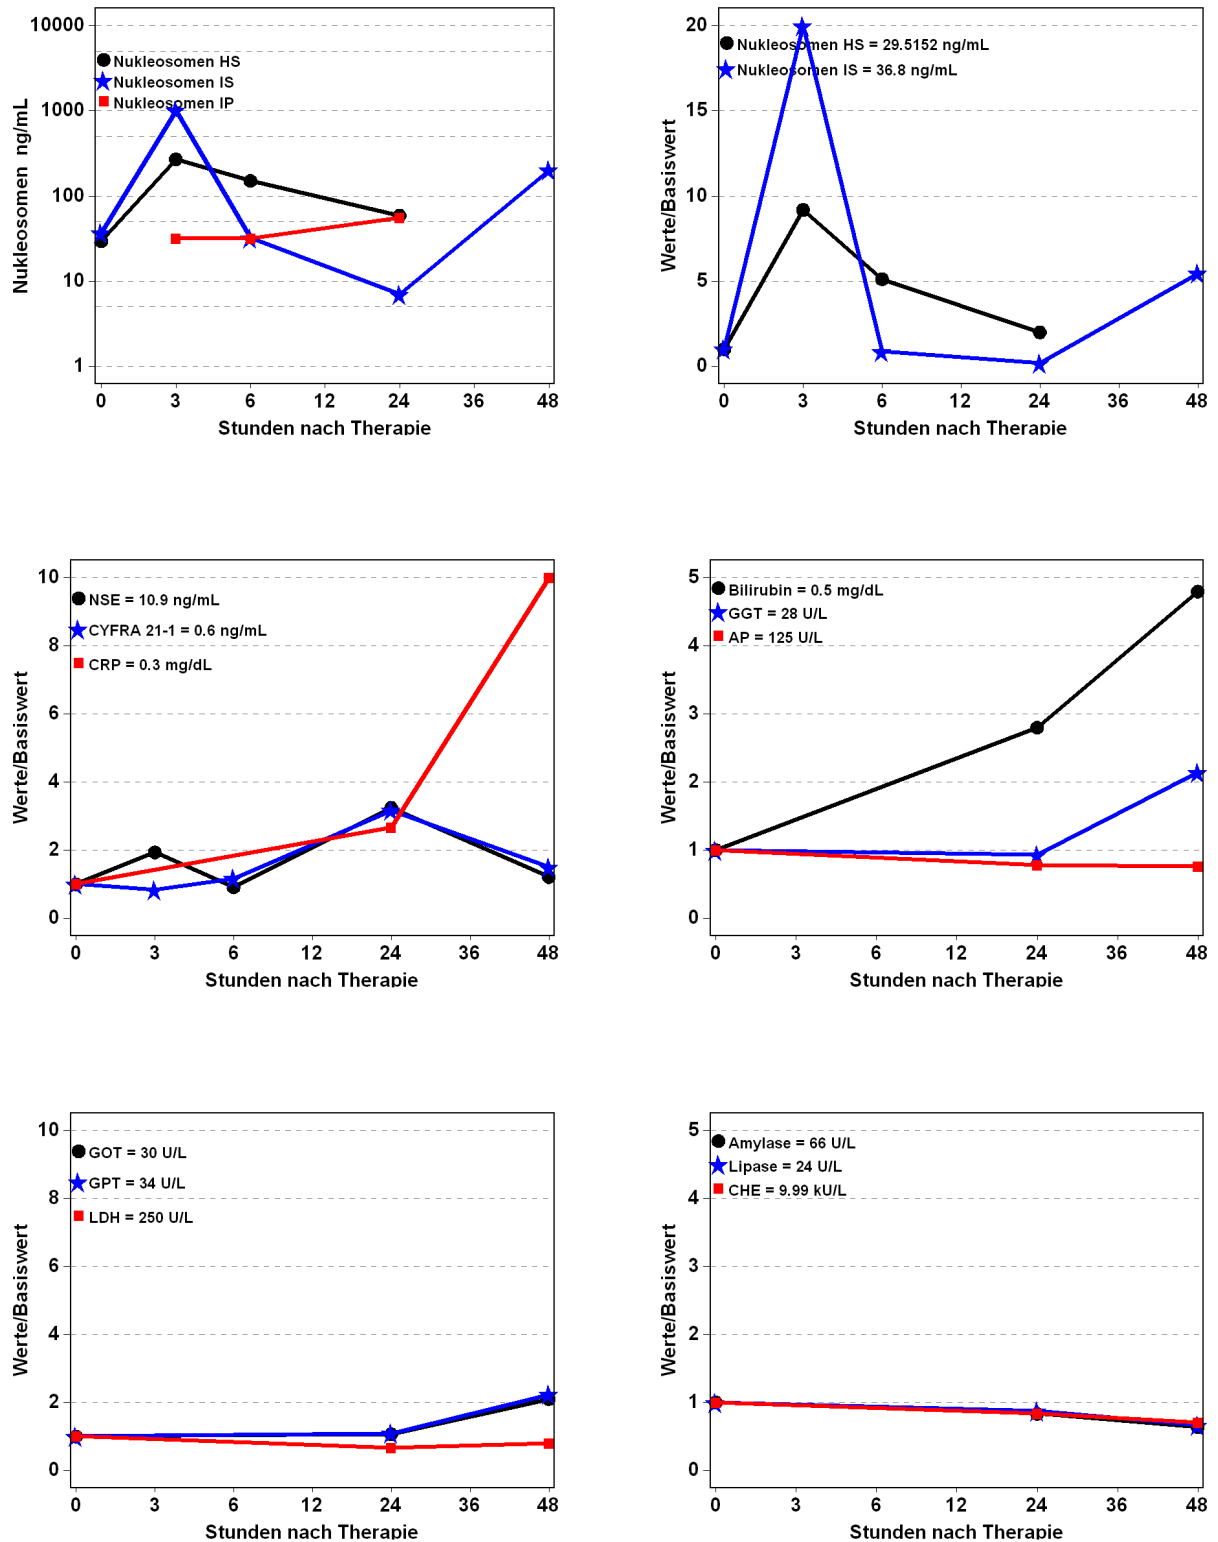 10000
1000
100
10
1
Nukleosomen ng/mL
Nukleosomen HS
Nukleosomen IS
Nukleosomen IP
0 3 6 12 24 36 48
Stunden nach Therapie
20
15
10
5
0
Werte/Basiswert
Nukleosomen HS = 29.5152 ng/mL
Nukleosomen IS = 36.8 ng/mL
0 3 6 12 24 36 48
Stunden nach Therapie
10
8
6
4
2
0
Werte/Basiswert
NSE = 10.9 ng/mL
CYFRA 21-1 = 0.6 ng/mL
CRP = 0.3 mg/dL
0 3 6 12 24 36 48
Stunden nach Therapie
5
4
3
2
1
0
Werte/Basiswert
Bilirubin = 0.5 mg/dL
GGT = 28 U/L
AP = 125 U/L
0 3 6 12 24 36 48
Stunden nach Therapie
10
8
6
4
2
0
Werte/Basiswert
GOT = 30 U/L
GPT = 34 U/L
LDH = 250 U/L
0 3 6 12 24 36 48
Stunden nach Therapie
5
4
3
2
1
0
Werte/Basiswert
Amylase = 66 U/L
Lipase = 24 U/L
CHE = 9.99 kU/L
0 3 6 12 24 36 48
Stunden nach Therapie